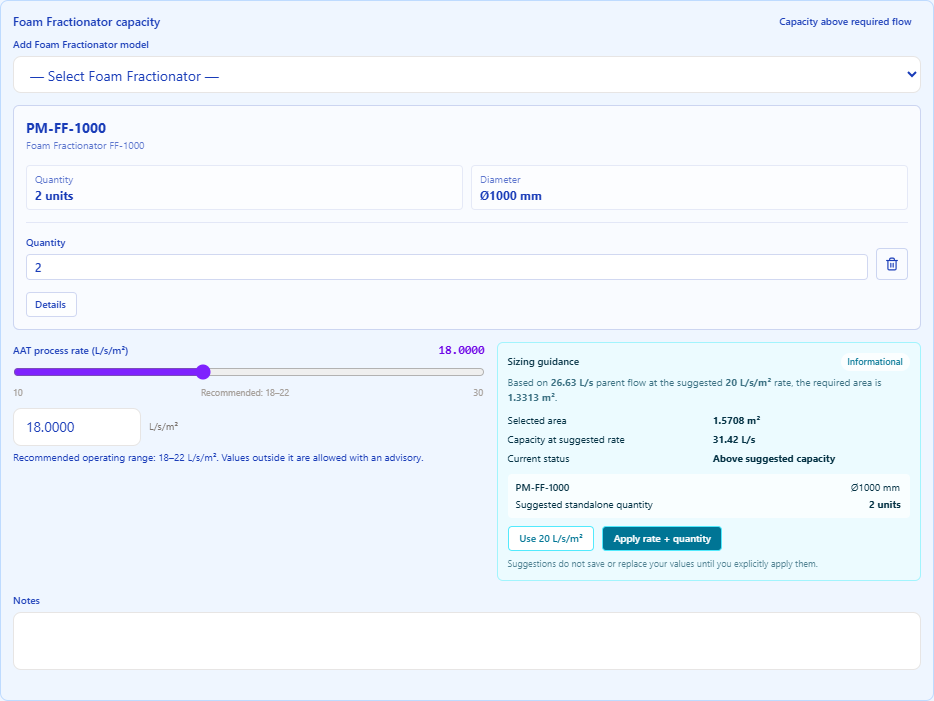 Foam Fractionator capacity
Capacity above required flow
Add Foam Fractionator model
— Select Foam Fractionator —
PM-FF-1000
Foam Fractionator FF-1000
Quantity
2 units
Diameter
Ø1000 mm
Quantity
2
Details
AAT process rate (L/s/m²)
18.0000
10
Recommended: 18–22
30
18.0000
L/s/m²
Recommended operating range: 18–22 L/s/m². Values outside it are allowed with an advisory.
Sizing guidance
Informational
Based on 26.63 L/s parent flow at the suggested 20 L/s/m² rate, the required area is
1.3313 m².
Selected area
1.5708 m²
Capacity at suggested rate
31.42 L/s
Current status
Above suggested capacity
PM-FF-1000
Ø1000 mm
Suggested standalone quantity
2 units
Use 20 L/s/m²
Apply rate + quantity
Suggestions do not save or replace your values until you explicitly apply them.
Notes